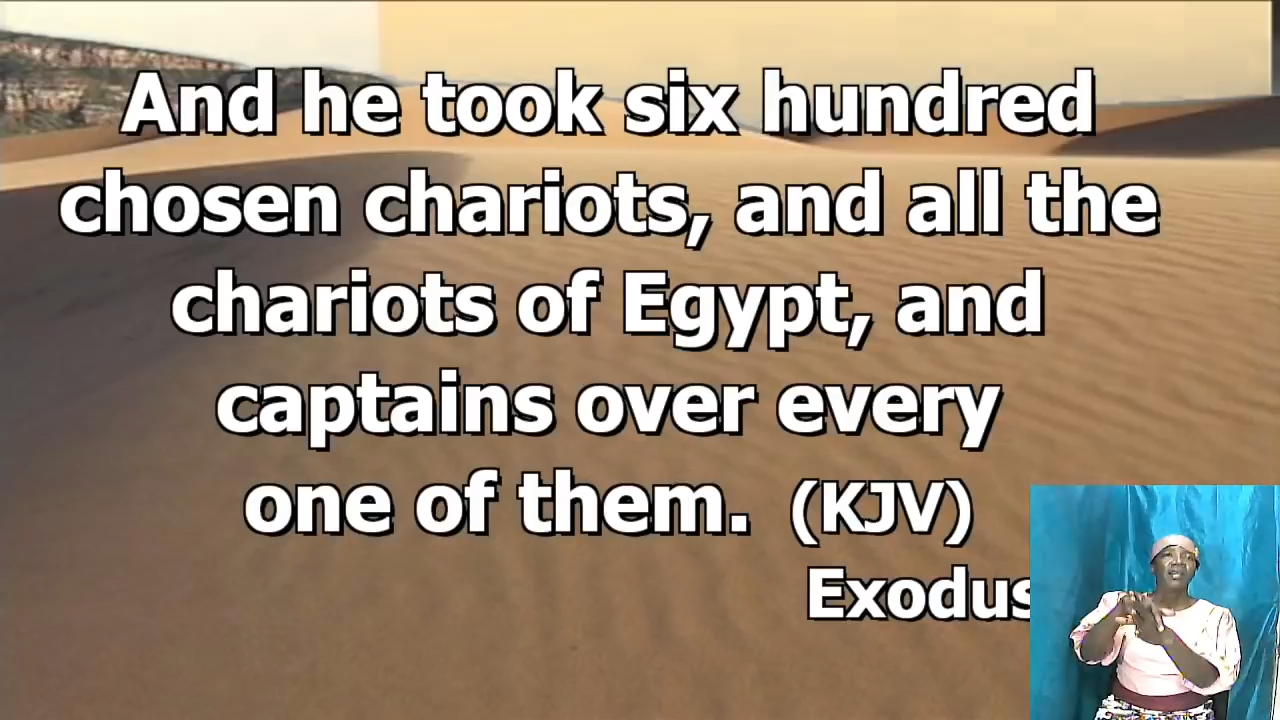 And he took six hundred
chosen chariots, and all the
chariots of Egypt, and
captains over every
one of them. (KJV)
Exodus